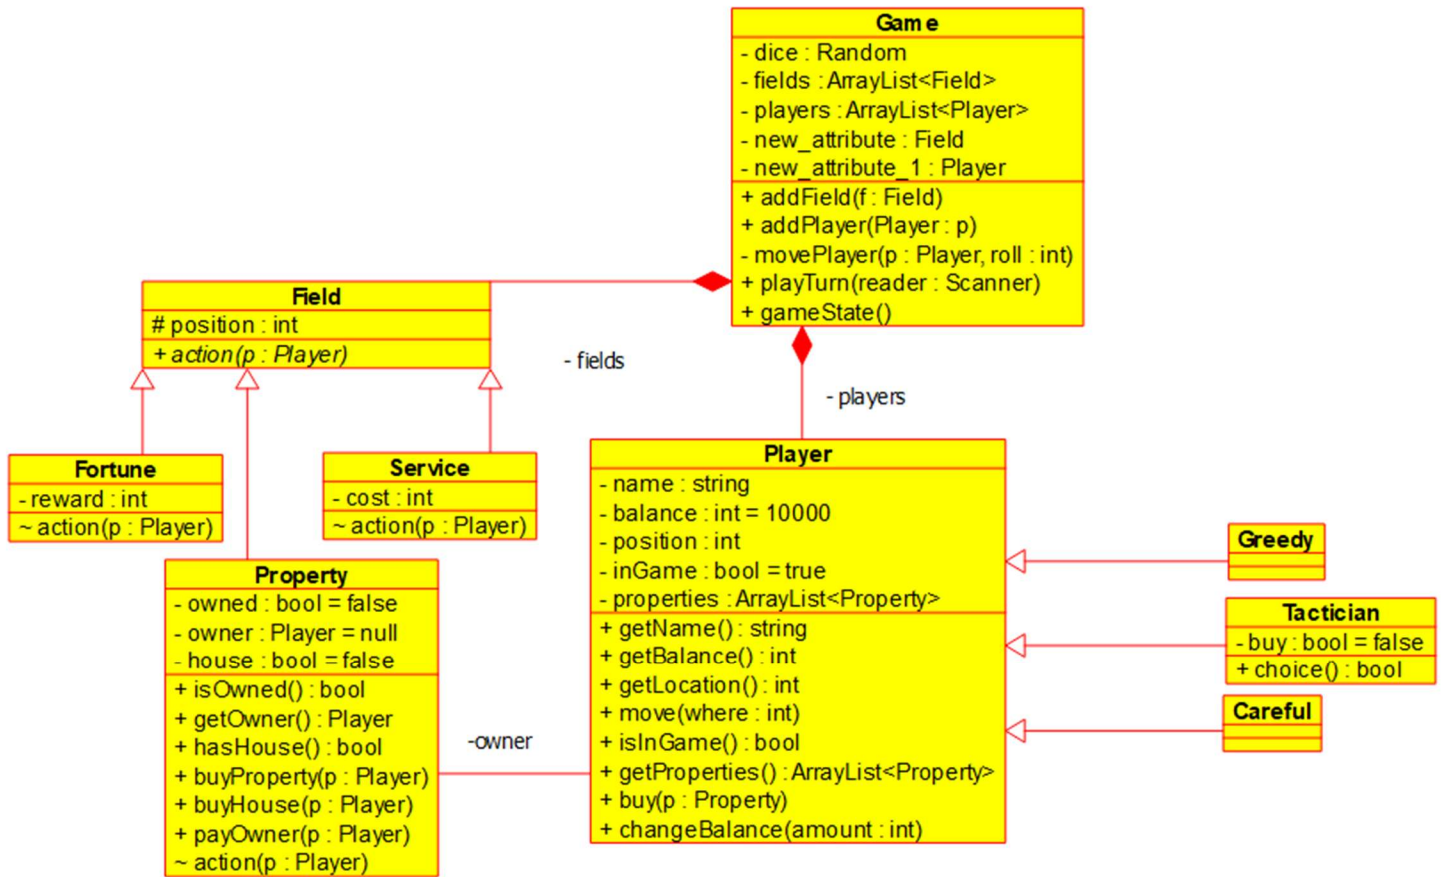 Game
- dice : Random
- fields : ArrayList<Field>
- players : ArrayList<Player>
- new_attribute : Field
- new_attribute_1 : Player
+ addField(f : Field)
+ addPlayer(Player : p)
- movePlayer(p : Player, roll : int)
+ playTurn(reader : Scanner)
+ gameState()
Field
# position : int
+ action(p : Player)
- fields
- players
Fortune
- reward : int
~ action(p : Player)
Service
- cost : int
~ action(p : Player)
Property
- owned : bool = false
- owner : Player = null
- house : bool = false
+ isOwned() : bool
+ getOwner() : Player
+ hasHouse() : bool
+ buyProperty(p : Player)
+ buyHouse(p : Player)
+ payOwner(p : Player)
~ action(p : Player)
-owner
Player
- name : string
- balance : int = 10000
- position : int
- inGame : bool = true
- properties : ArrayList<Property>
+ getName() : string
+ getBalance() : int
+ getLocation() : int
+ move(where : int)
+ isInGame() : bool
+ getProperties() : ArrayList<Property>
+ buy(p : Property)
+ changeBalance(amount : int)
Greedy
Tactician
- buy : bool = false
+ choice() : bool
Careful